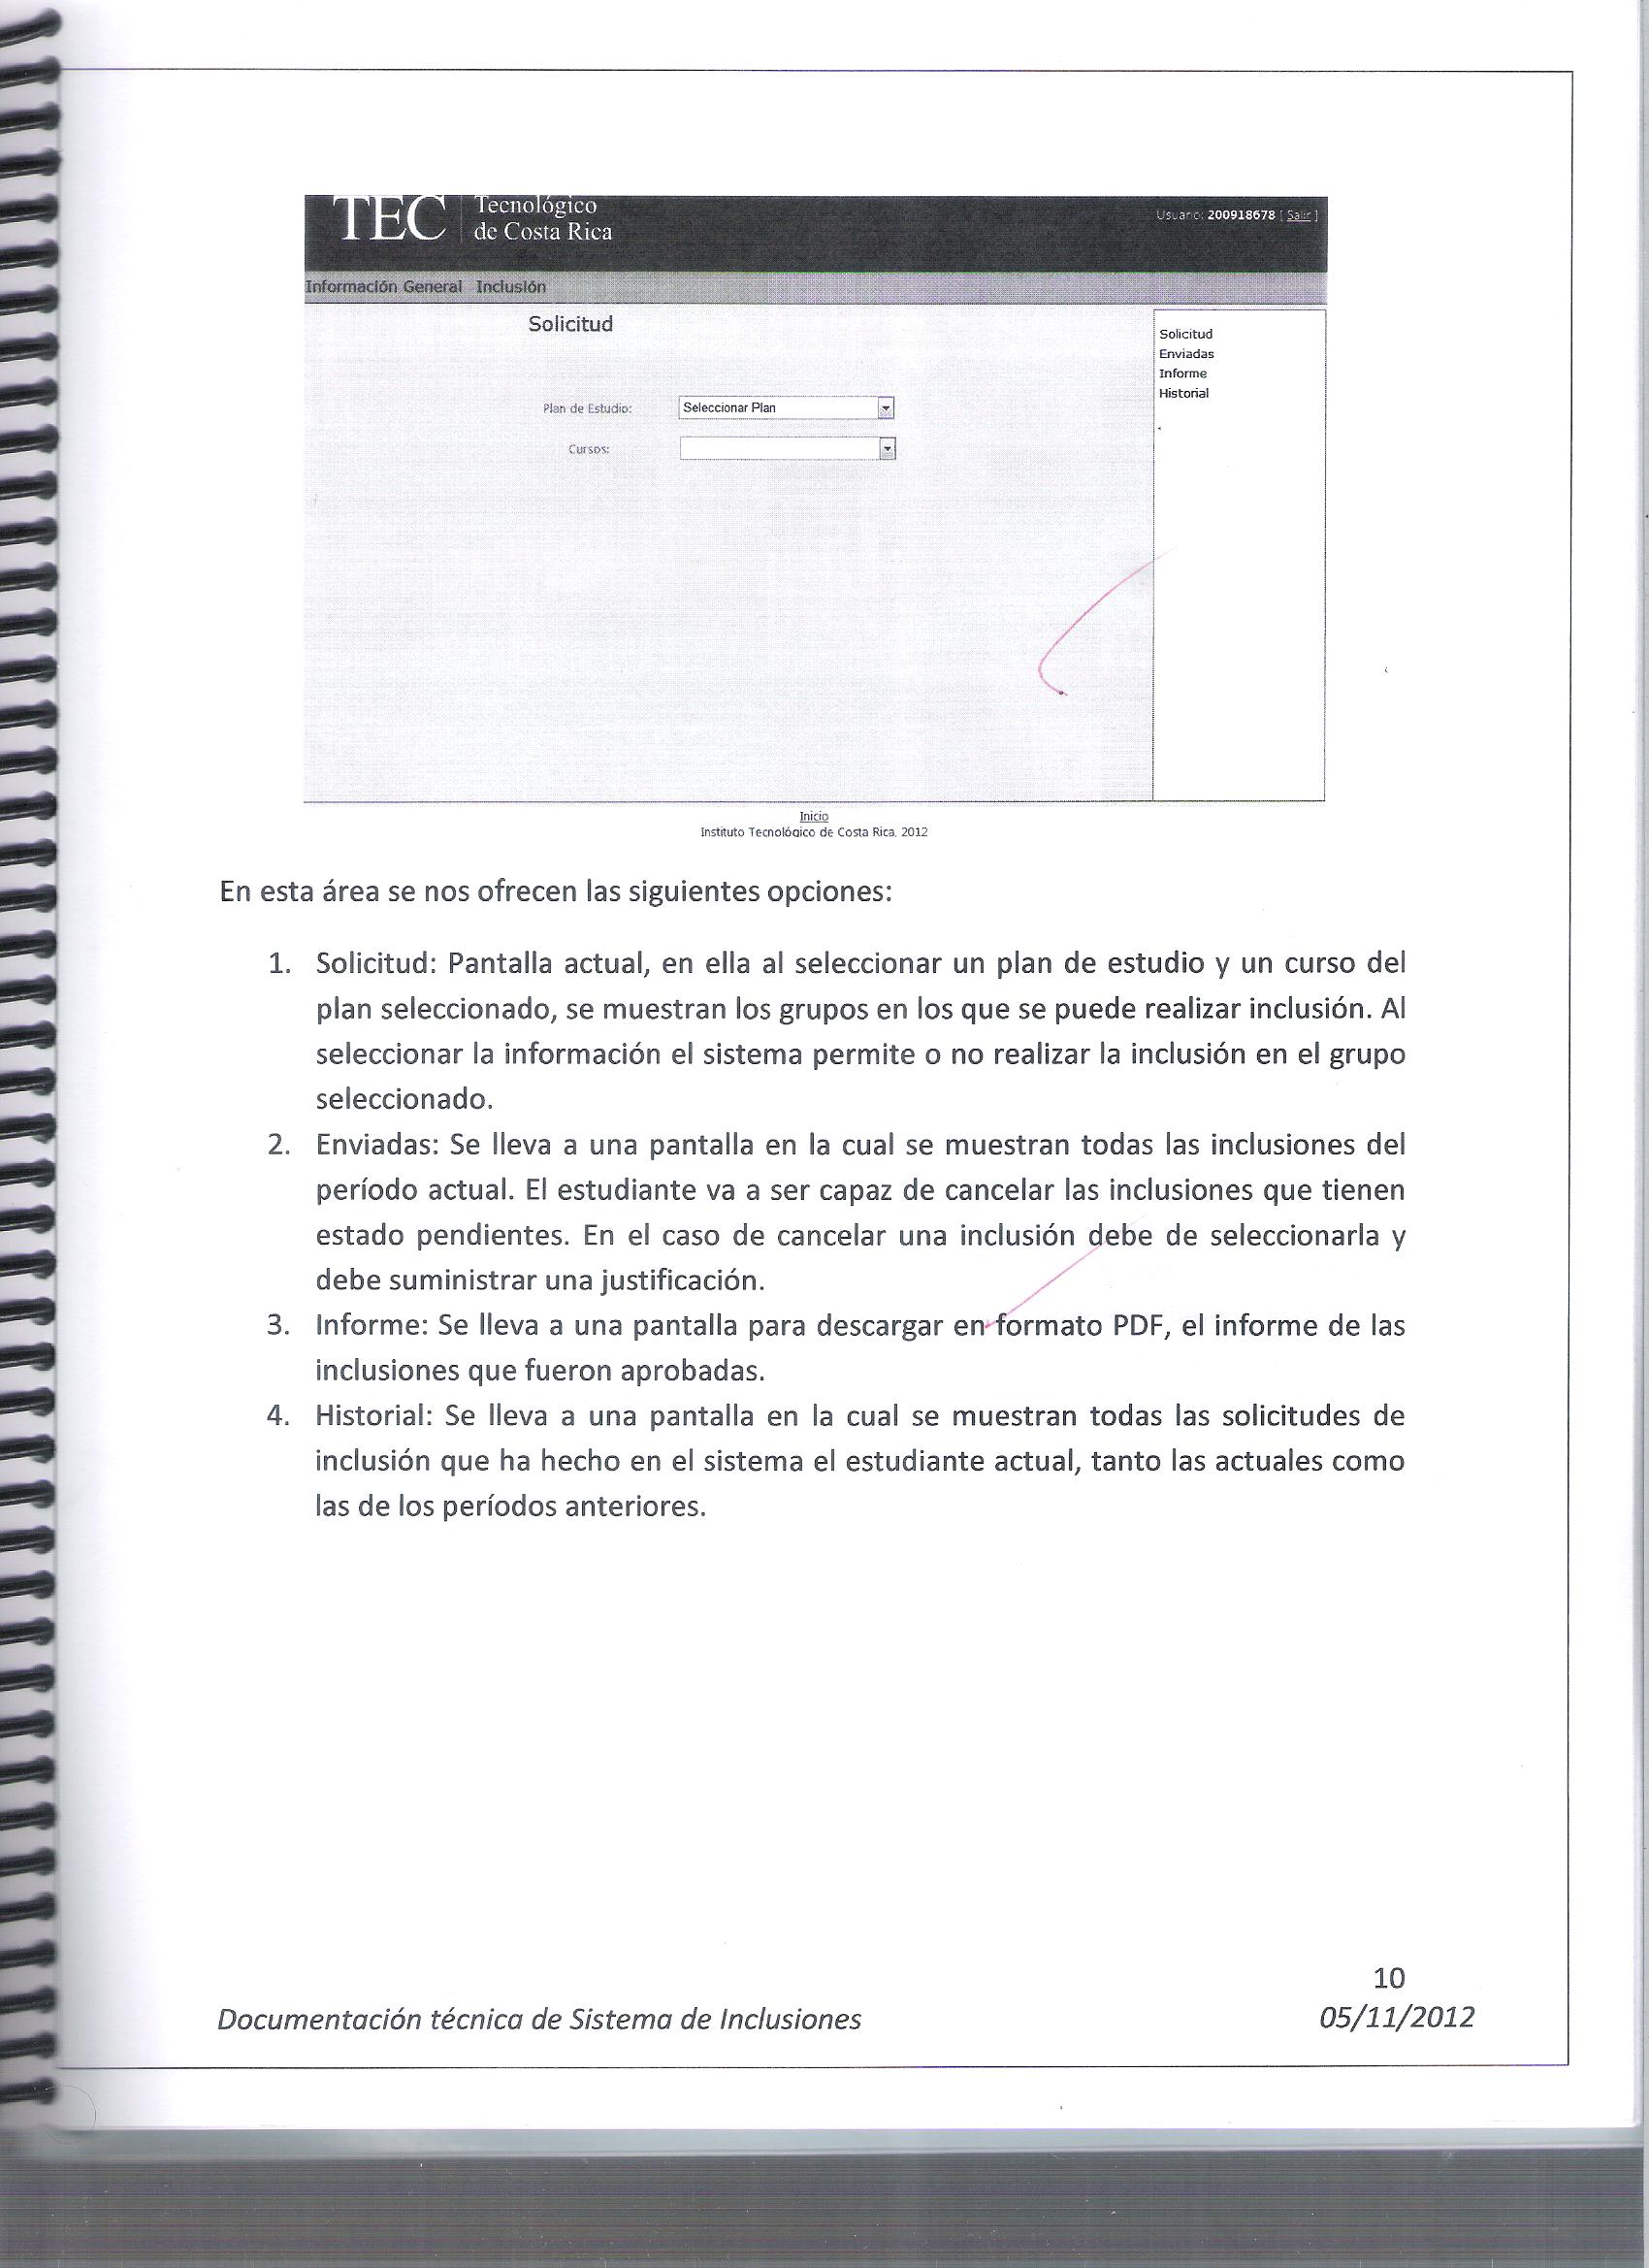 TEC Tecnológico
de Costa Rica
Usuario: 200918678 [ Salir ]
Información General Inclusión
Solicitud
Solicitud
Enviadas
Informe
Historial
Plan de Estudio: Seleccionar Plan
Cursos:
Inicio
Instituto Tecnológico de Costa Rica, 2012
En esta área se nos ofrecen las siguientes opciones:
1. Solicitud: Pantalla actual, en ella al seleccionar un plan de estudio y un curso del
plan seleccionado, se muestran los grupos en los que se puede realizar inclusión. Al
seleccionar la información el sistema permite o no realizar la inclusión en el grupo
seleccionado.
2. Enviadas: Se lleva a una pantalla en la cual se muestran todas las inclusiones del
período actual. El estudiante va a ser capaz de cancelar las inclusiones que tienen
estado pendientes. En el caso de cancelar una inclusión debe de seleccionarla y
debe suministrar una justificación.
3. Informe: Se lleva a una pantalla para descargar en formato PDF, el informe de las
inclusiones que fueron aprobadas.
4. Historial: Se lleva a una pantalla en la cual se muestran todas las solicitudes de
inclusión que ha hecho en el sistema el estudiante actual, tanto las actuales como
las de los períodos anteriores.
10
Documentación técnica de Sistema de Inclusiones 05/11/2012